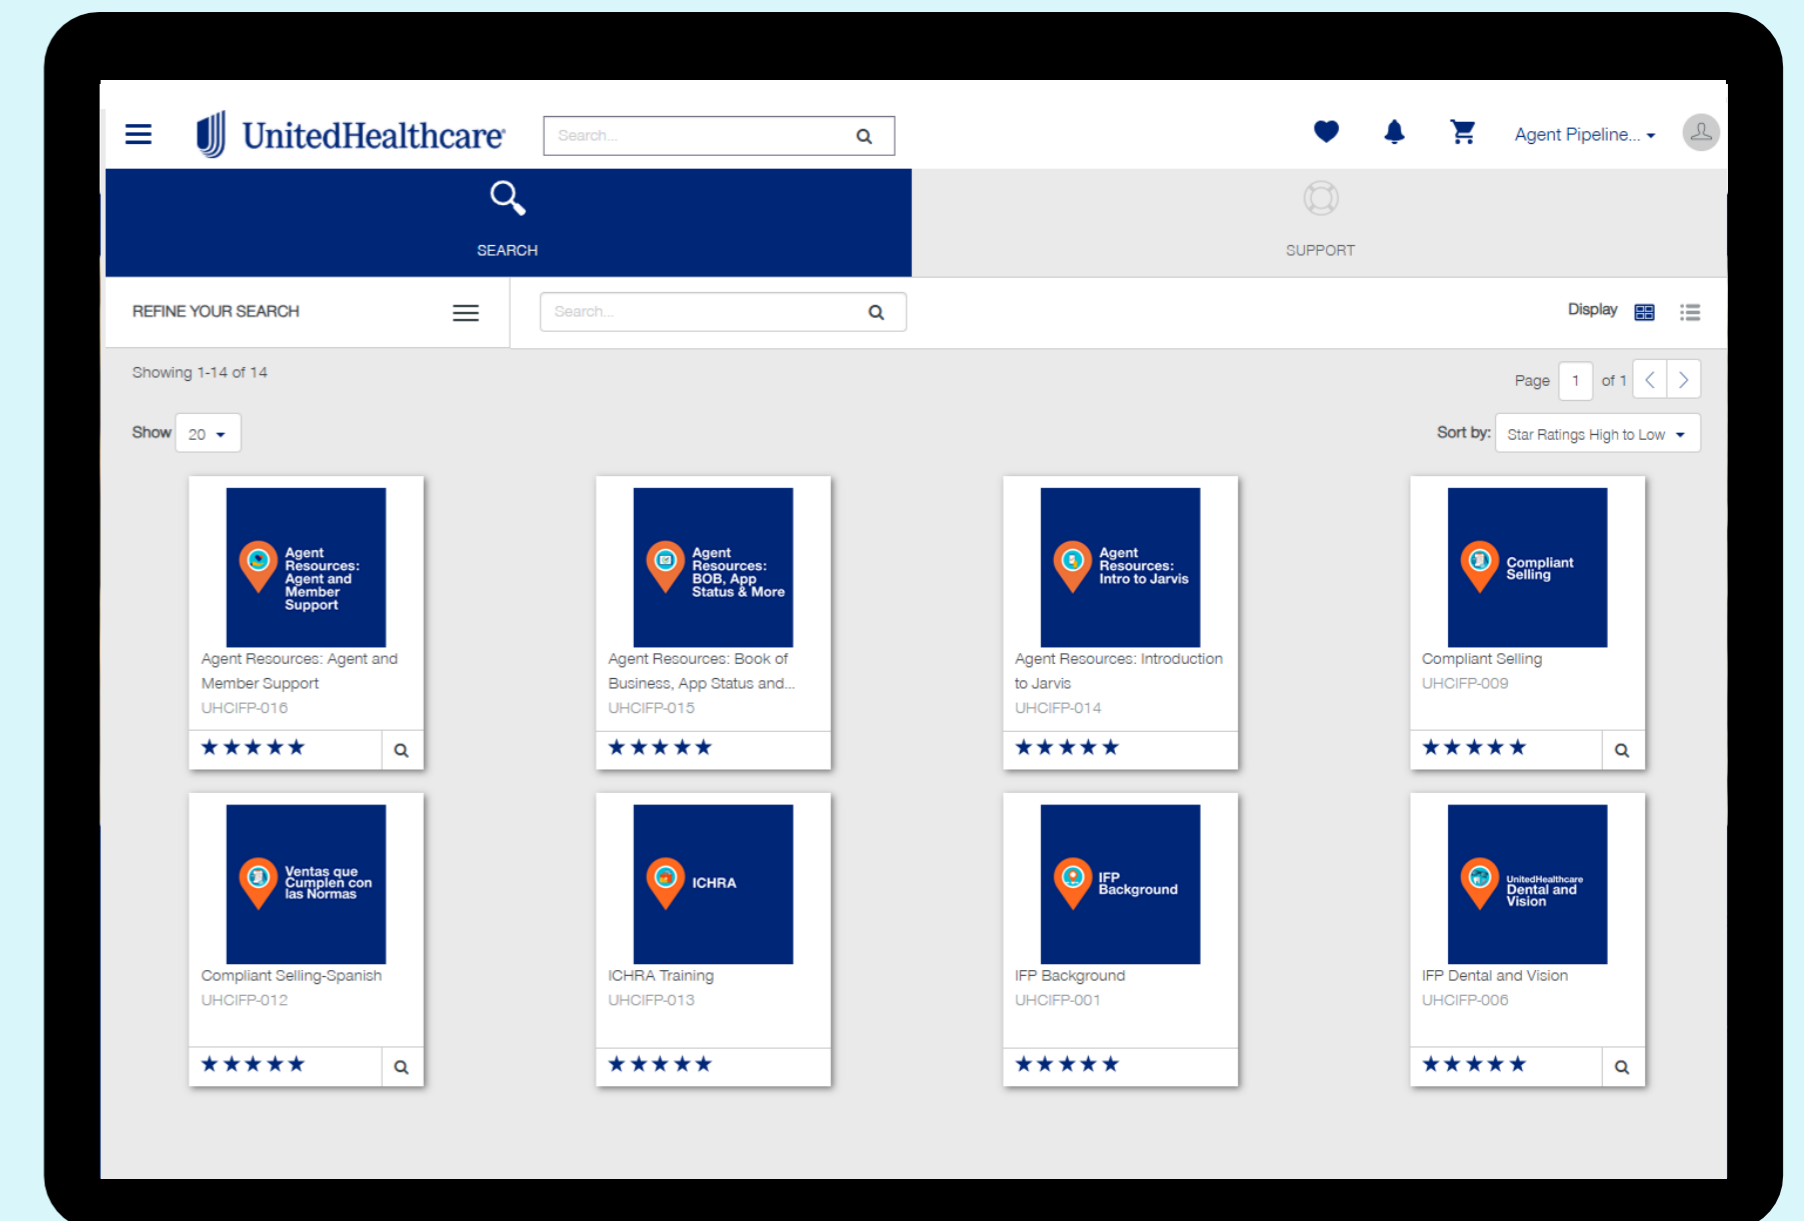 UnitedHealthcare
Search...
Agent Pipeline...
SEARCH
SUPPORT
REFINE YOUR SEARCH
Search...
Display
Showing 1-14 of 14
Page 1 of 1
Show 20
Sort by: Star Ratings High to Low
Agent
Resources:
Agent and
Member
Support
Agent Resources: Agent and
Member Support
UHCIFP-016
Agent
Resources:
BOB, App
Status & More
Agent Resources: Book of
Business, App Status and...
UHCIFP-015
Agent
Resources:
Intro to Jarvis
Agent Resources: Introduction
to Jarvis
UHCIFP-014
Compliant
Selling
Compliant Selling
UHCIFP-009
Ventas que
Cumplen con
las Normas
Compliant Selling-Spanish
UHCIFP-012
ICHRA
ICHRA Training
UHCIFP-013
IFP
Background
IFP Background
UHCIFP-001
UnitedHealthcare
Dental and
Vision
IFP Dental and Vision
UHCIFP-006